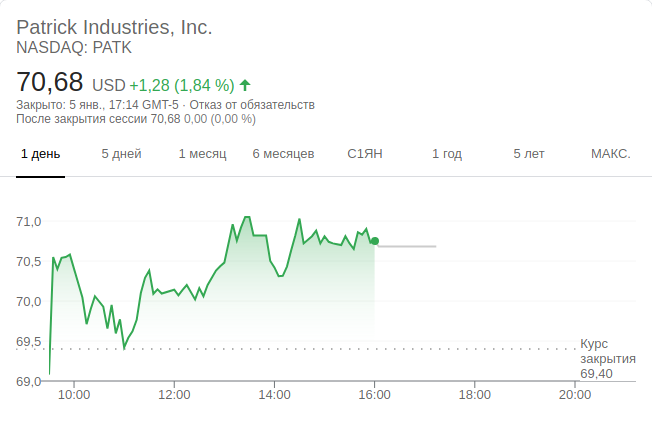 Patrick Industries, Inc.
NASDAQ: PATK
70,68 USD +1,28 (1,84 %)
Закрыто: 5 янв., 17:14 GMT-5 · Отказ от обязательств
После закрытия сессии 70,68 0,00 (0,00 %)
1 день 5 дней 1 месяц 6 месяцев С1ЯН 1 год 5 лет МАКС.
71,0
70,5
70,0
69,5
69,0
Курс
закрытия
69,40
10:00 12:00 14:00 16:00 18:00 20:00